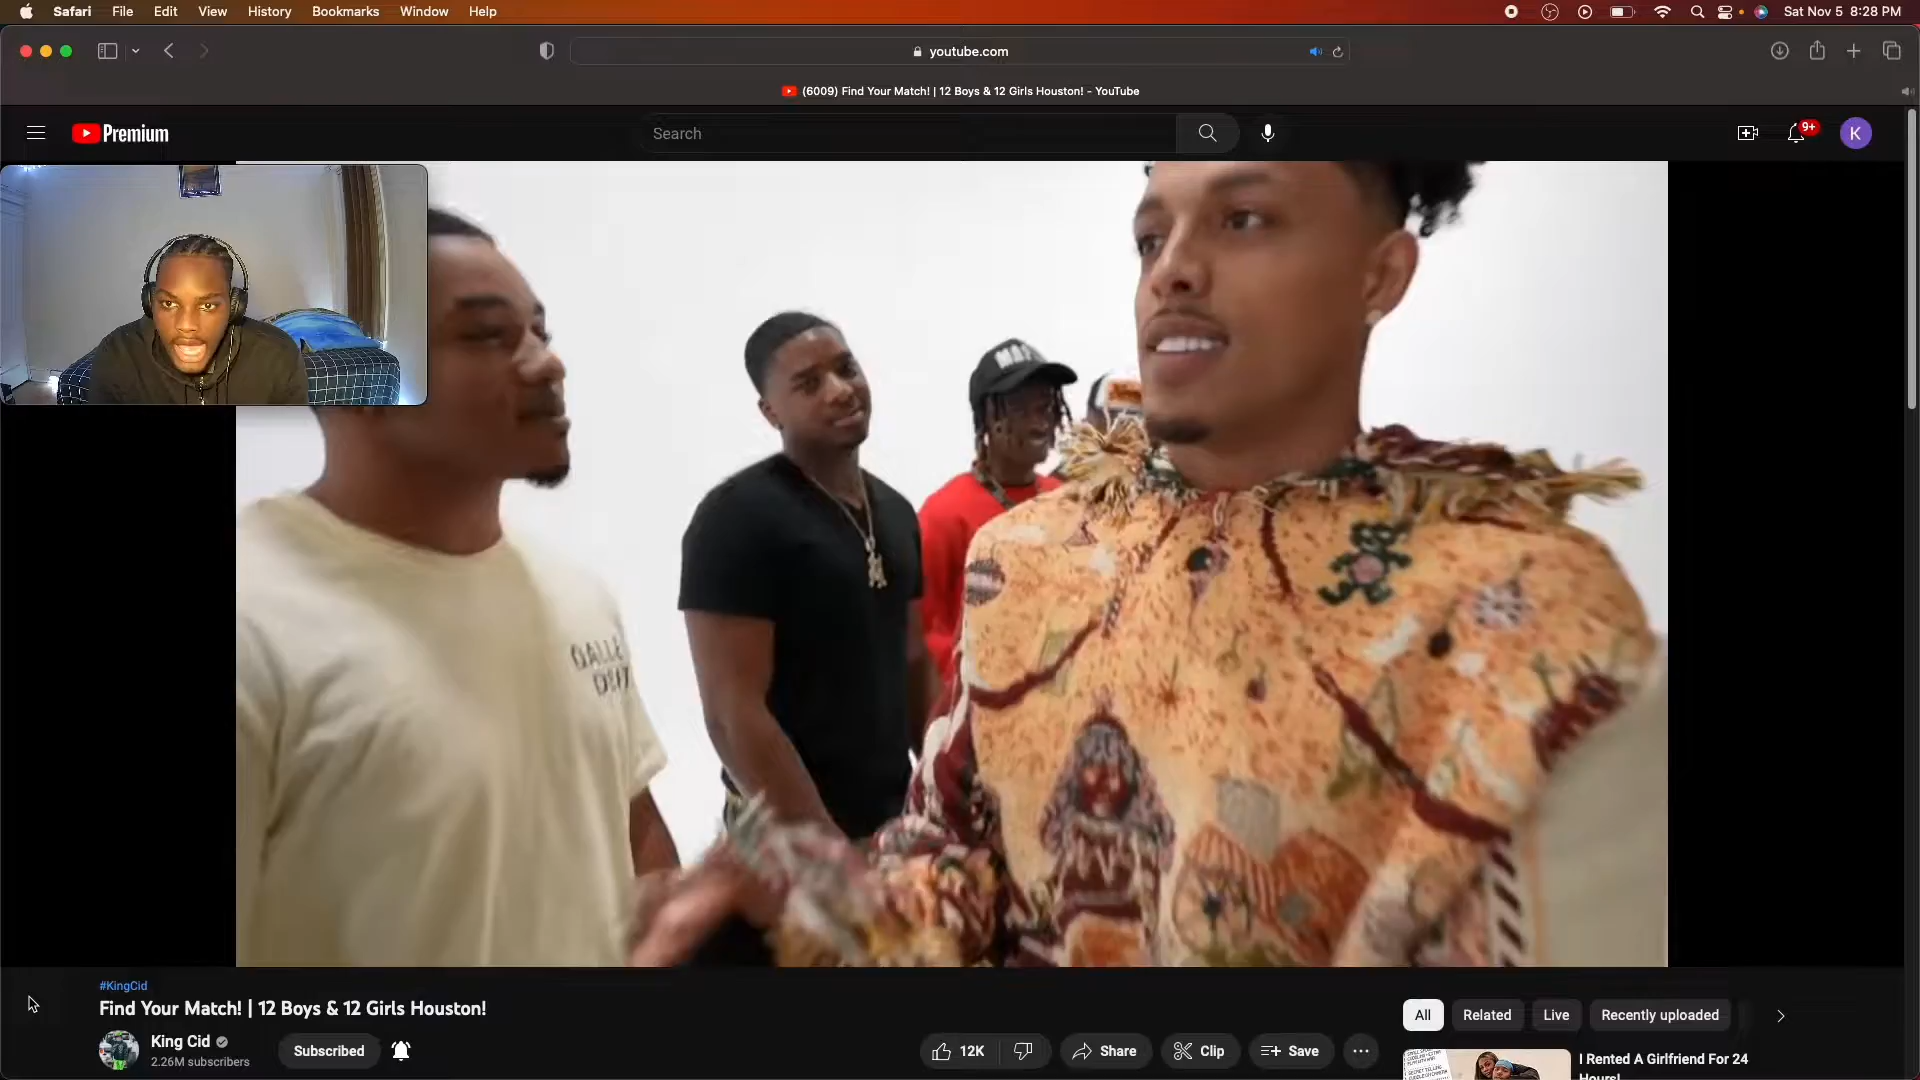 Safari File Edit View History Bookmarks Window Help Sat Nov 5 8:28 PM
youtube.com
(6009) Find Your Match! | 12 Boys & 12 Girls Houston! - YouTube
Premium Search 9+ K
#KingCid
Find Your Match! | 12 Boys & 12 Girls Houston!
King Cid
2.26M subscribers
Subscribed
12K Share Clip Save
All Related Live Recently uploaded
I Rented A Girlfriend For 24
Hours!